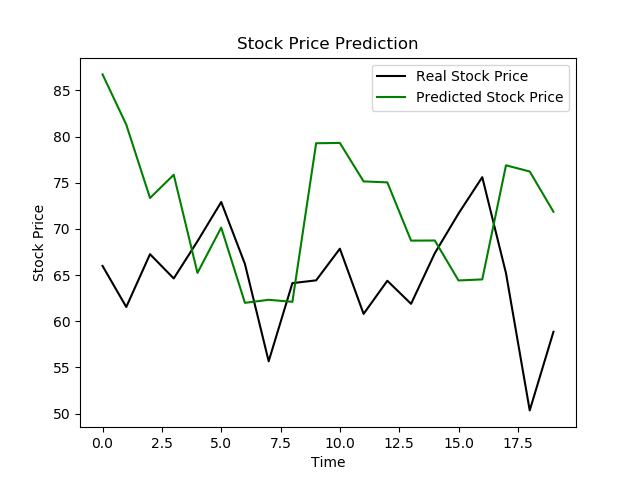 Stock Price Prediction
Real Stock Price
Predicted Stock Price
Stock Price
85
80
75
70
65
60
55
50
0.0 2.5 5.0 7.5 10.0 12.5 15.0 17.5
Time